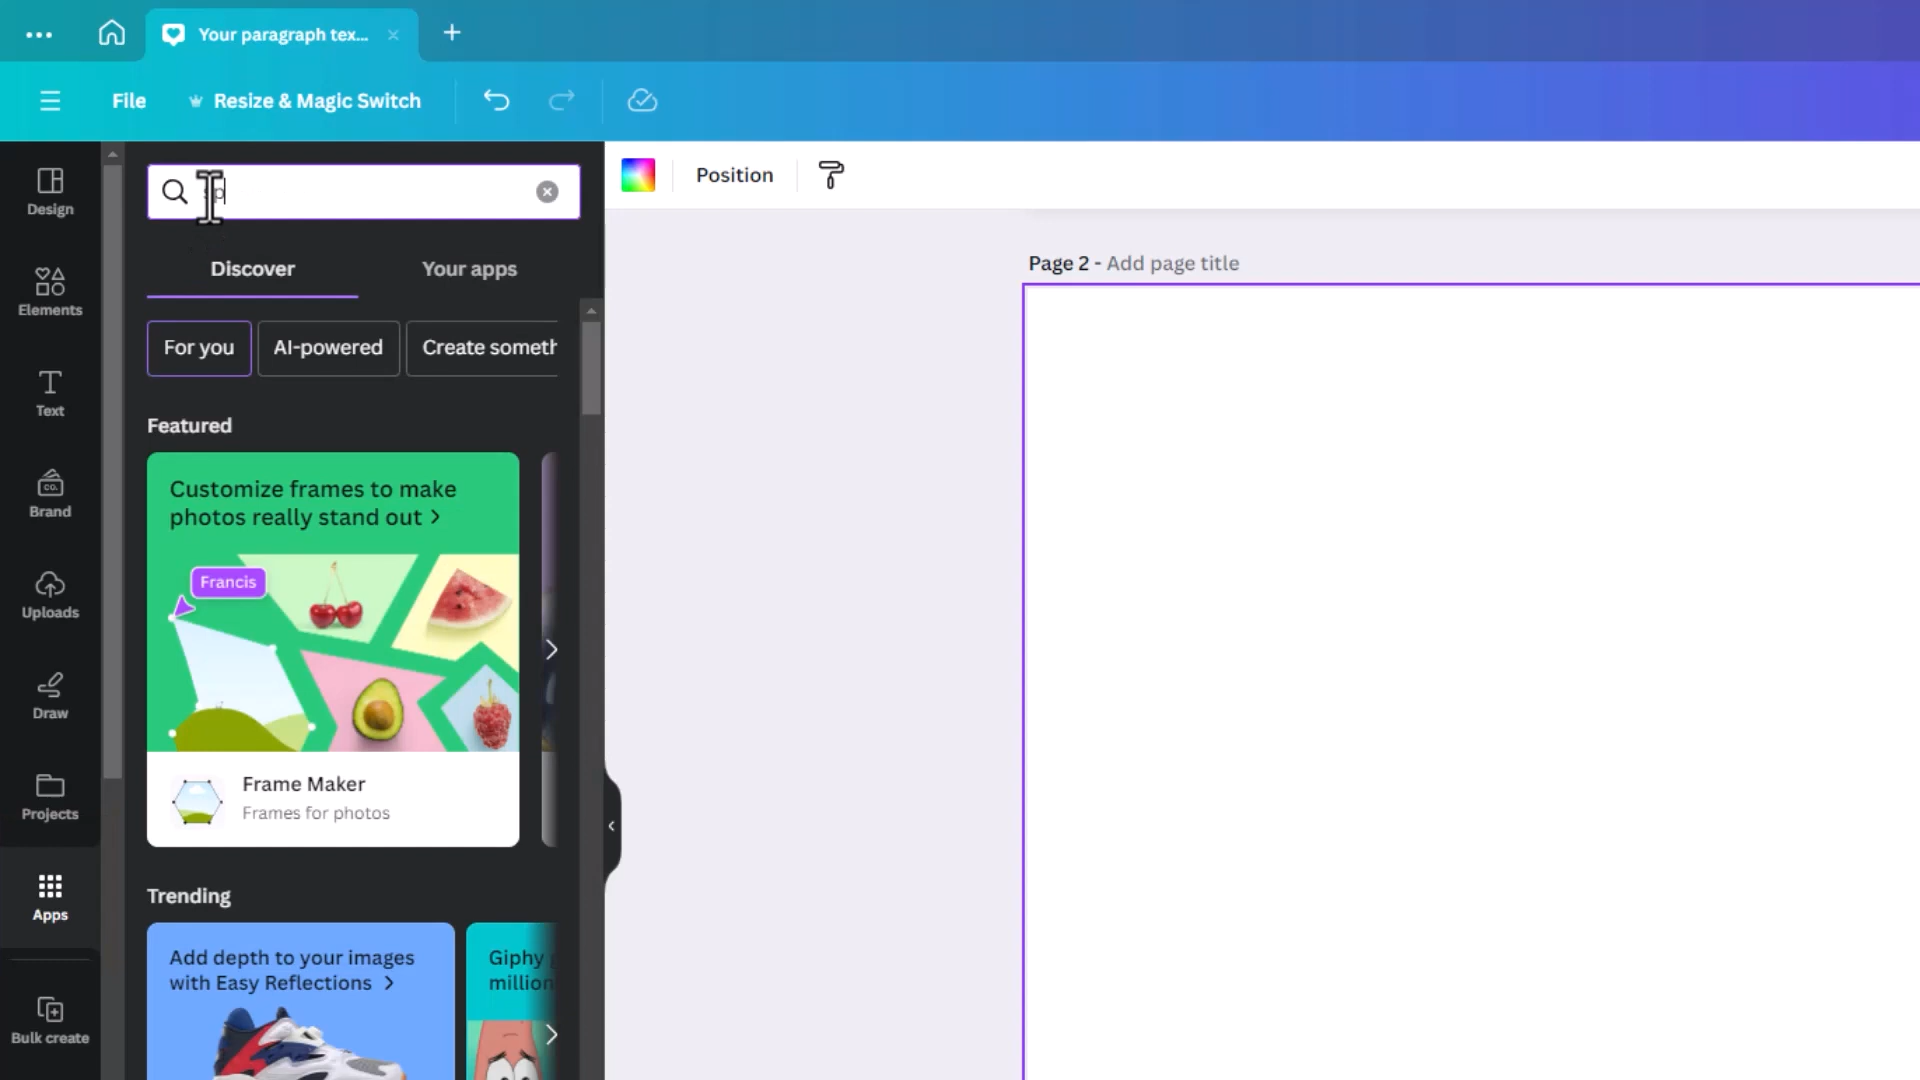 Your paragraph tex...
File
Resize & Magic Switch
Design
Elements
Text
Brand
CO.
Uploads
Draw
Projects
Apps
Bulk create
Discover
Your apps
For you
AI-powered
Create someth
Featured
Customize frames to make
photos really stand out >
Francis
Frame Maker
Frames for photos
Trending
Add depth to your images
with Easy Reflections >
Giphy
million
Position
Page 2 - Add page title